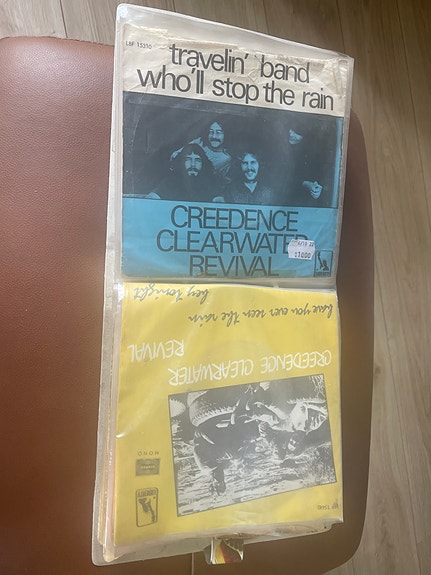 LBF 15310
travelin' band
who'll stop the rain
CREEDENCE
CLEARWATER
REVIVAL
11000
hey tonight
have you ever seen the rain
CREEDENCE CLEARWATER
REVIVAL
MONO